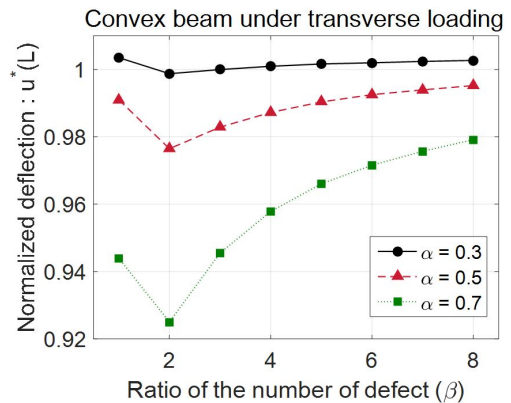 Convex beam under transverse loading
Normalized deflection : u*(L)
1
0.98
0.96
0.94
0.92
2
4
6
8
α = 0.3
α = 0.5
α = 0.7
Ratio of the number of defect (β)